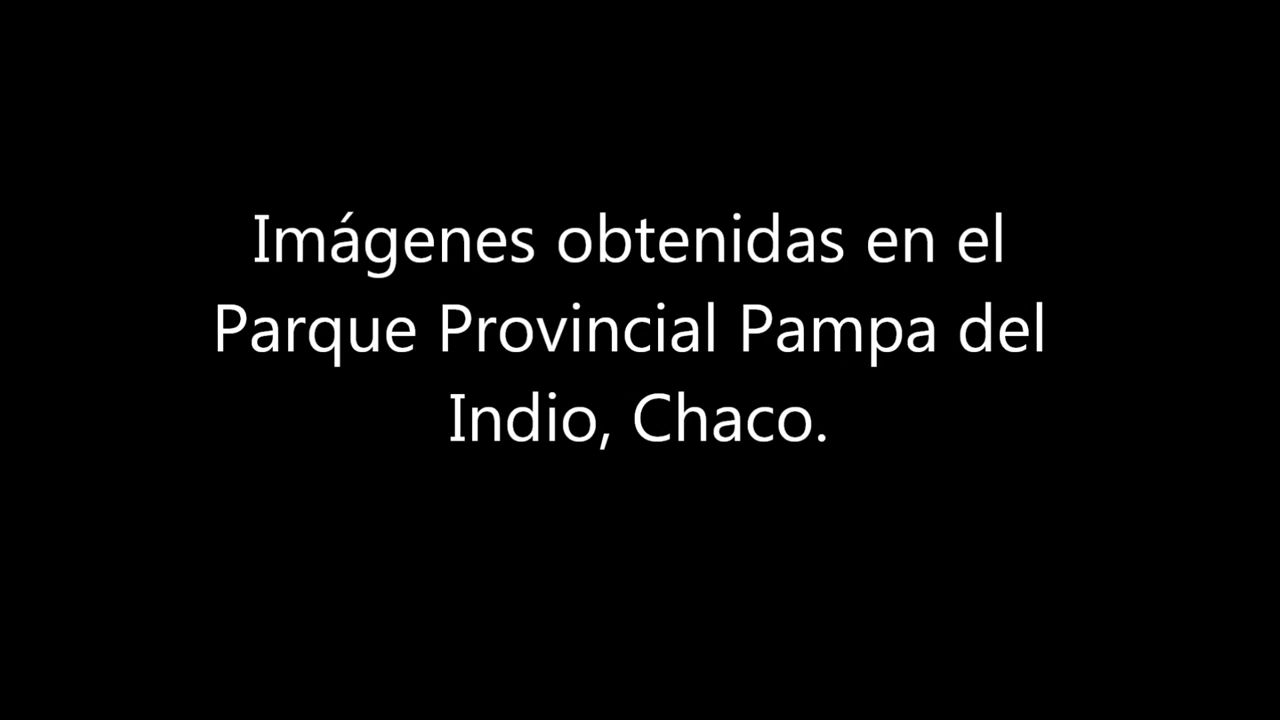 Imágenes obtenidas en el
Parque Provincial Pampa del
Indio, Chaco.